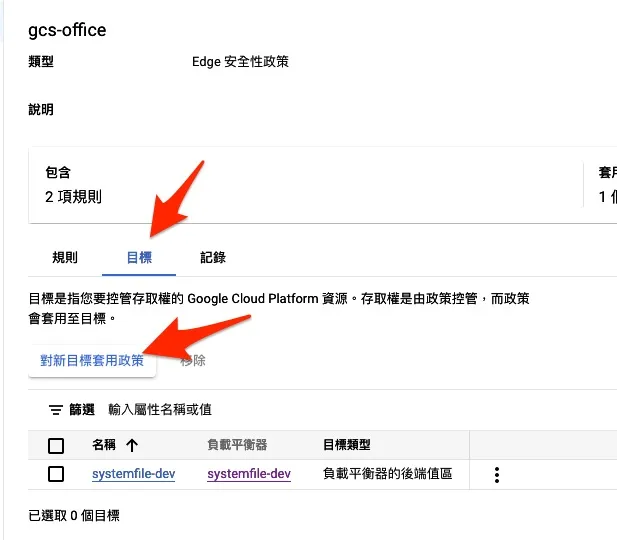 gcs-office
類型 Edge 安全性政策
說明
包含 套用
2 項規則 1 個
規則 目標 記錄
目標是指您要控管存取權的 Google Cloud Platform 資源。存取權是由政策控管，而政策
會套用至目標。
對新目標套用政策 移除
篩選 輸入屬性名稱或值
名稱 負載平衡器 目標類型
systemfile-dev systemfile-dev 負載平衡器的後端值區
已選取 0 個目標